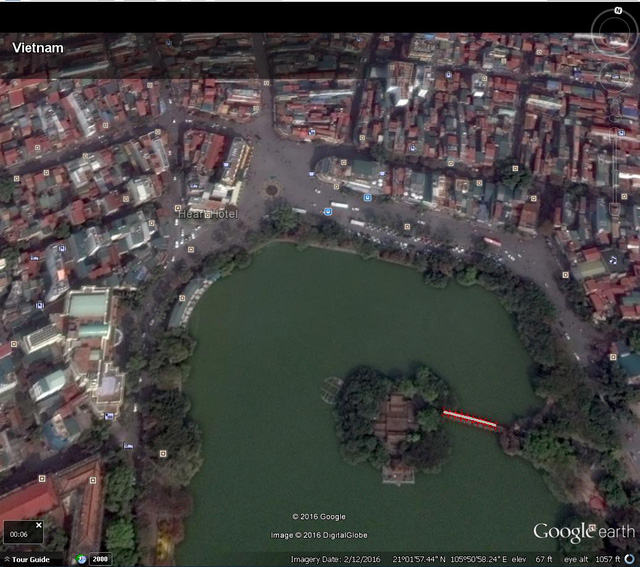 N
Vietnam
Hearl Hotel
© 2016 Google
Image © 2016 DigitalGlobe
Google earth
00:06
Tour Guide
2000
Imagery Date: 2/12/2016 21°01'57.44" N 105°50'58.24" E elev 67 ft eye alt 1057 ft